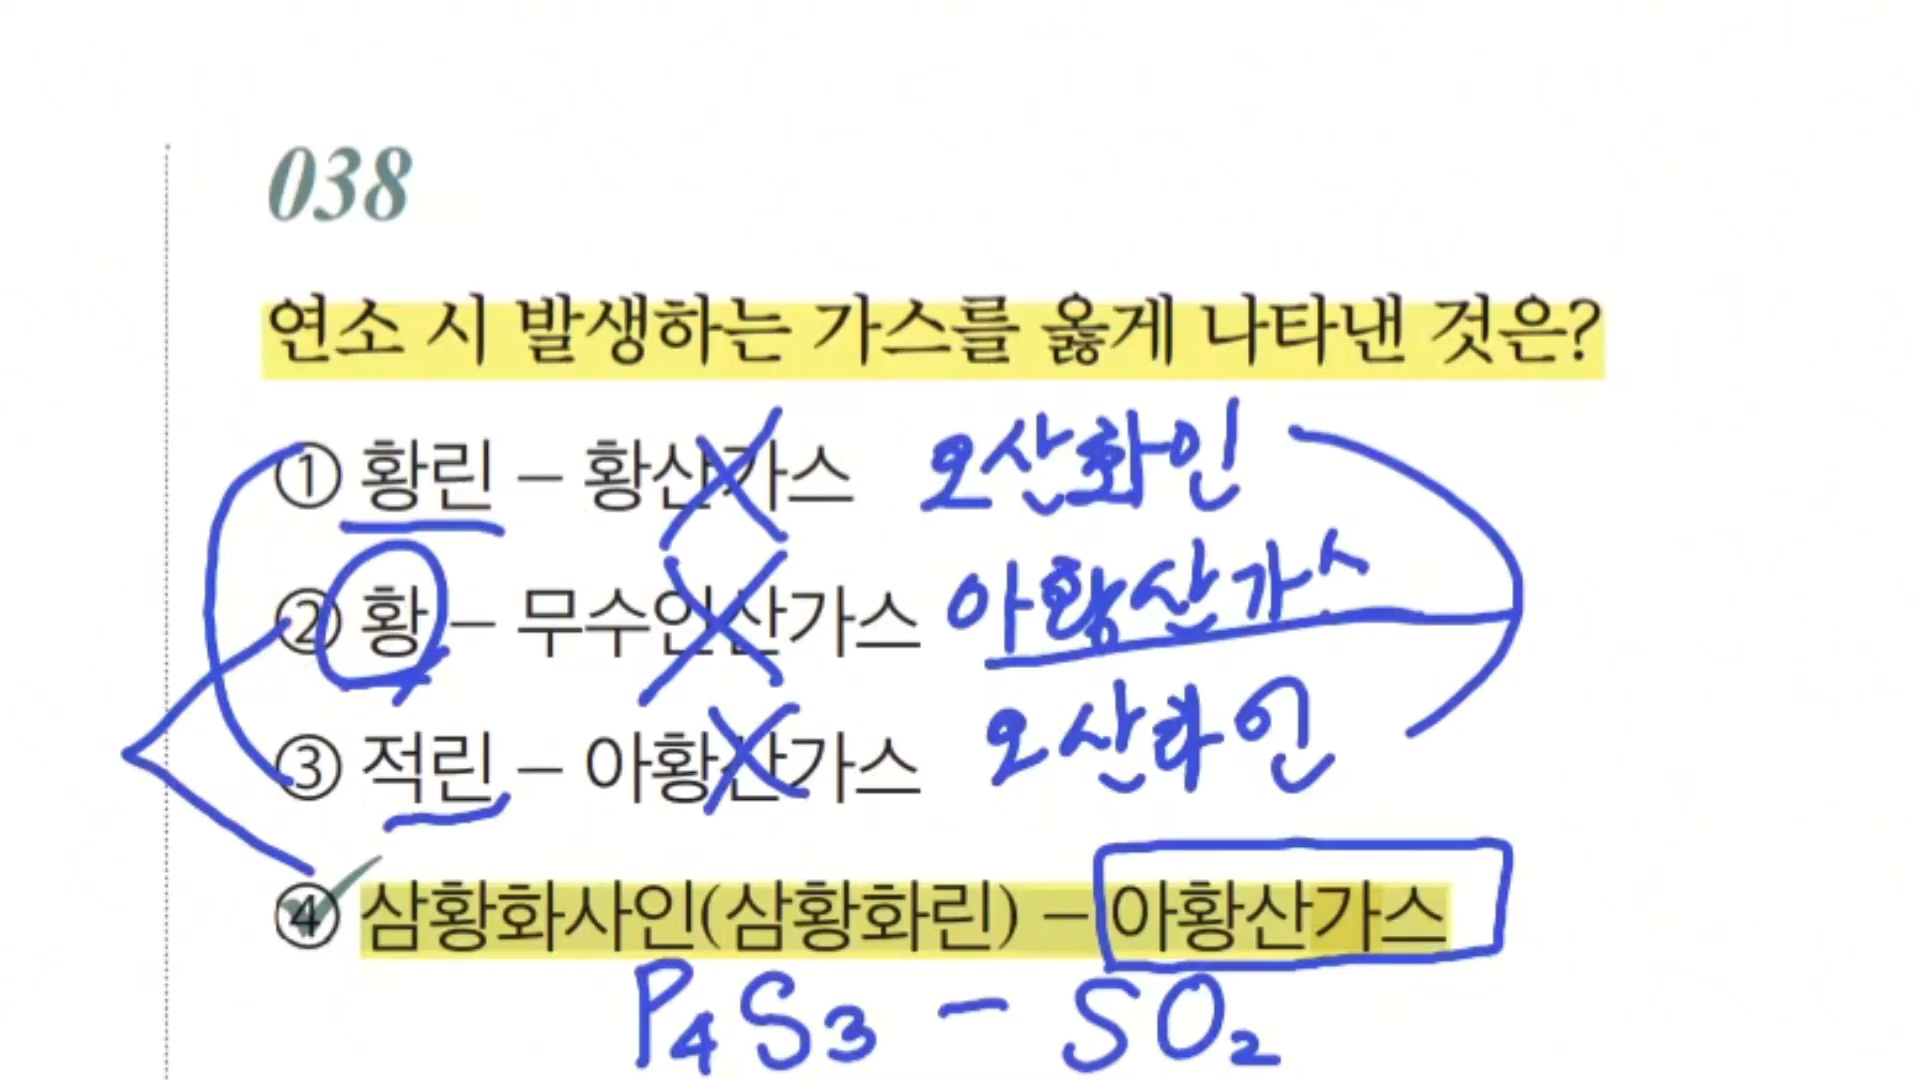 038
연소 시 발생하는 가스를 옳게 나타낸 것은?
① 황린 – 황산가스 오산화인
② 황 – 무수인산가스 아황산가스
③ 적린 – 아황산가스 오산화인
④ 삼황화사인(삼황화린) – 아황산가스
P₄S₃ – SO₂